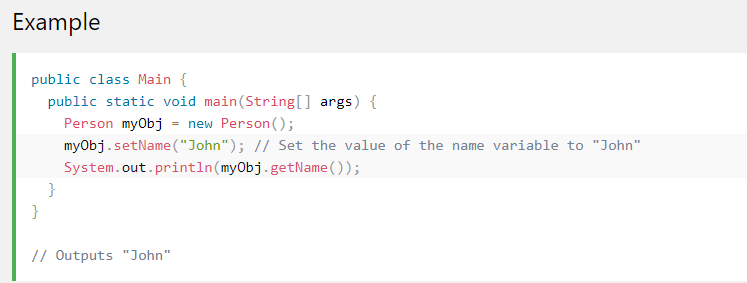 Example
public class Main {
  public static void main(String[] args) {
    Person myObj = new Person();
    myObj.setName("John"); // Set the value of the name variable to "John"
    System.out.println(myObj.getName());
  }
}
// Outputs "John"